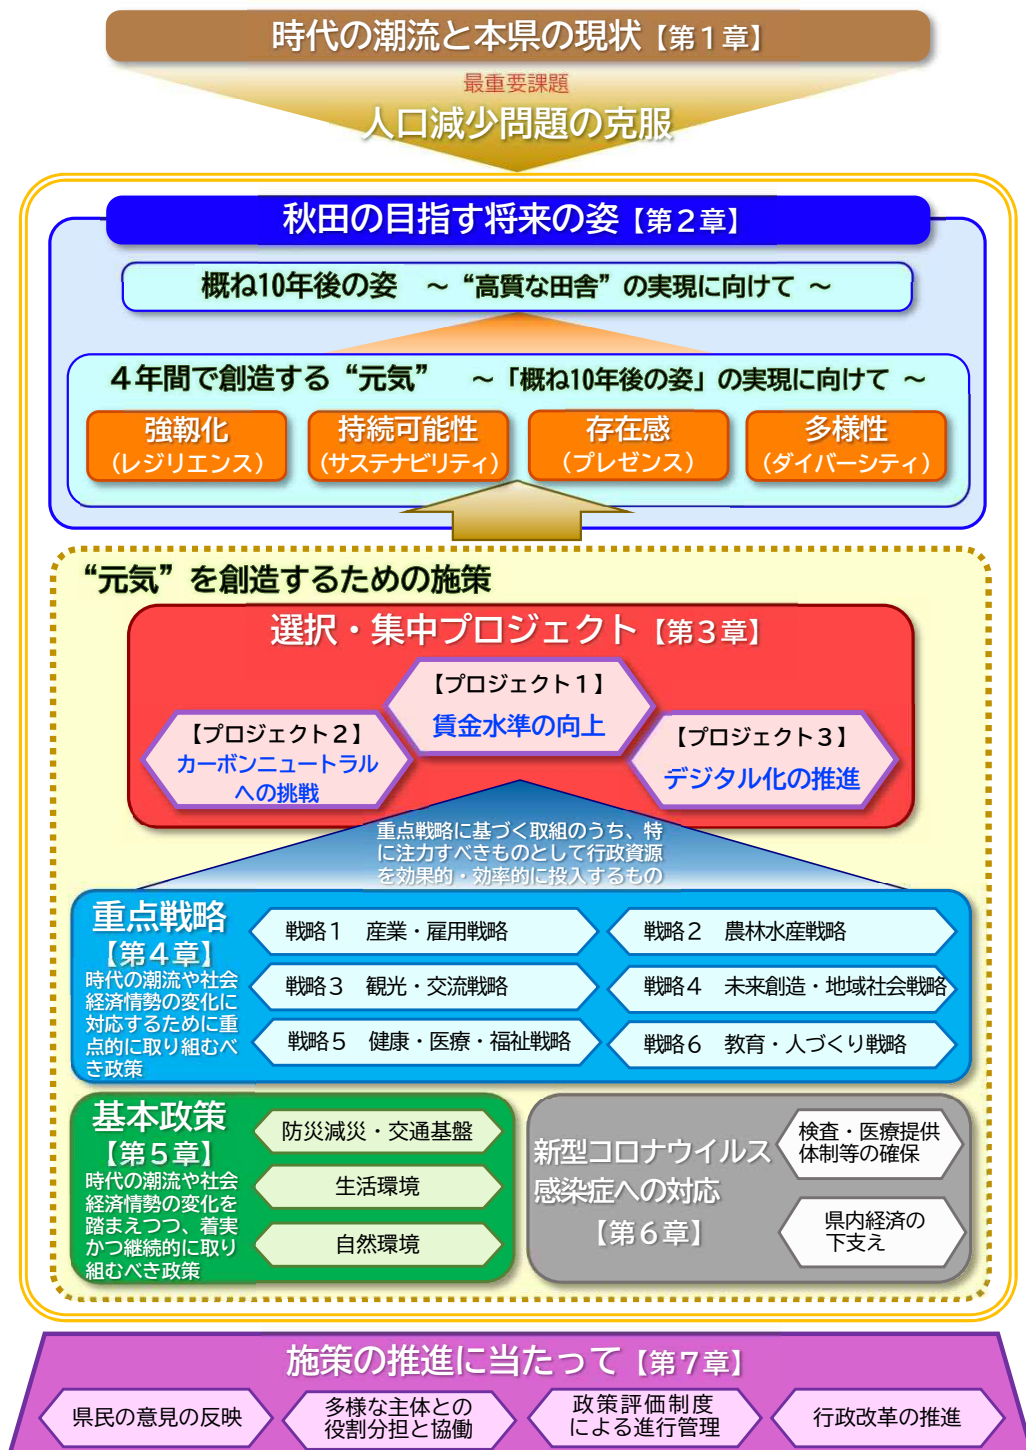 時代の潮流と本県の現状【第１章】
最重要課題
人口減少問題の克服
秋田の目指す将来の姿【第２章】
概ね10年後の姿　～“高質な田舎”の実現に向けて～
４年間で創造する“元気”　～「概ね10年後の姿」の実現に向けて～
強靱化
（レジリエンス）
持続可能性
（サステナビリティ）
存在感
（プレゼンス）
多様性
（ダイバーシティ）
“元気”を創造するための施策
選択・集中プロジェクト【第３章】
【プロジェクト１】
賃金水準の向上
【プロジェクト２】
カーボンニュートラル
への挑戦
【プロジェクト３】
デジタル化の推進
重点戦略に基づく取組のうち、特
に注力すべきものとして行政資源
を効果的・効率的に投入するもの
重点戦略
【第４章】
時代の潮流や社会
経済情勢の変化に
対応するために重
点的に取り組むべ
き政策
戦略１　産業・雇用戦略
戦略２　農林水産戦略
戦略３　観光・交流戦略
戦略４　未来創造・地域社会戦略
戦略５　健康・医療・福祉戦略
戦略６　教育・人づくり戦略
基本政策
【第５章】
時代の潮流や社会
経済情勢の変化を
踏まえつつ、着実
かつ継続的に取り
組むべき政策
防災減災・交通基盤
生活環境
自然環境
新型コロナウイルス
感染症への対応
【第６章】
検査・医療提供
体制等の確保
県内経済の
下支え
施策の推進に当たって【第７章】
県民の意見の反映
多様な主体との
役割分担と協働
政策評価制度
による進行管理
行政改革の推進